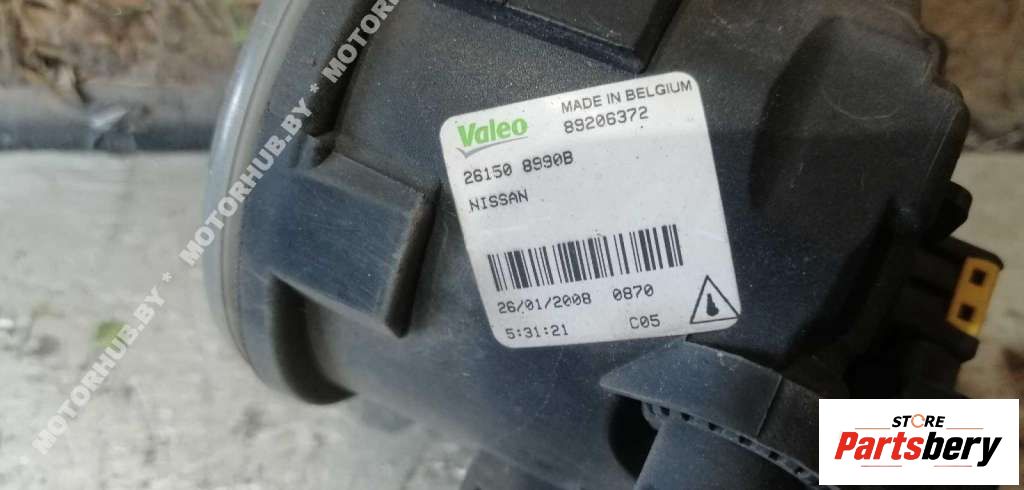 MOTORHUB.BY * MOTORHUB.BY * MOTORHUB.BY
Valeo
MADE IN BELGIUM
89206372
26150 8990B
NISSAN
26/01/2008 0870
5:31:21 C05
STORE
Partsbery